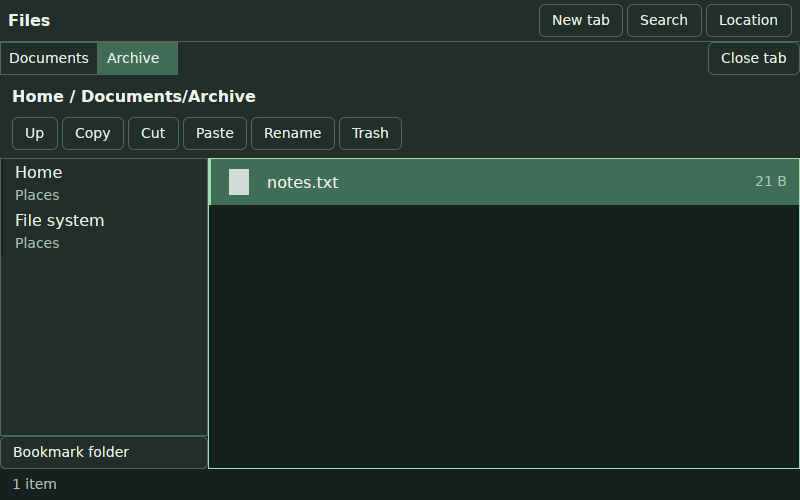 Files
New tab
Search
Location
Documents
Archive
Close tab
Home / Documents/Archive
Up
Copy
Cut
Paste
Rename
Trash
Home
Places
File system
Places
notes.txt
21 B
Bookmark folder
1 item